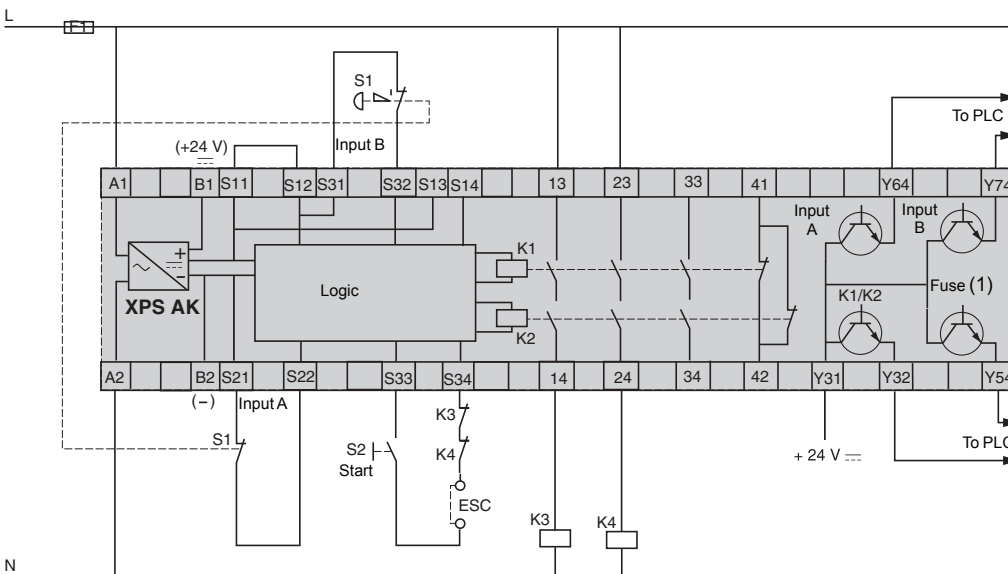 L
F1
S1
To PLC
(+24 V)
Input B
A1 B1 S11 S12 S31 S32 S13 S14 13 23 33 41 Y64 Y74
Input A
Input B
K1
+
-
Logic
XPS AK
K2
K1/K2
Fuse (1)
A2 B2 S21 S22 S33 S34 14 24 34 42 Y31 Y32 Y54
(–)
Input A
K3
S1
S2
Start
K4
+ 24 V
To PLC
ESC
K3
K4
N